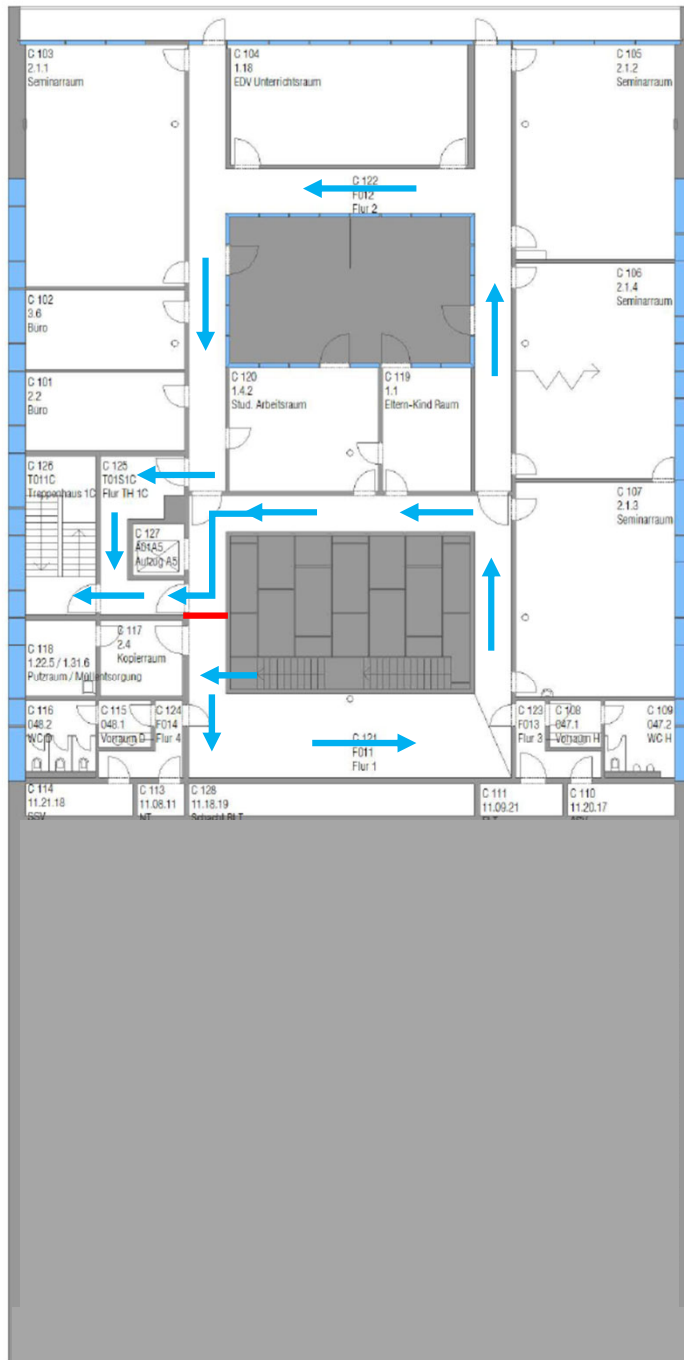 C 103
2.1.1
Seminarraum
C 104
1.18
EDV Unterrichtsraum
C 105
2.1.2
Seminarraum
C 122
F012
Flur 2
C 102
3.6
Büro
C 106
2.1.4
Seminarraum
C 101
2.2
Büro
C 120
1.4.2
Stud. Arbeitsraum
C 119
1.1
Eltern-Kind Raum
C 126
T011C
Treppenhaus 1C
C 125
T01S1C
Flur TH 1C
C 107
2.1.3
Seminarraum
C 127
A01A5
Aufzug A5
C 118
1.22.5 / 1.31.6
Putzraum / Müllentsorgung
C 117
2.4
Kopierraum
C 116
048.2
WC D
C 115
048.1
Vorraum D
C 124
F014
Flur 4
C 121
F011
Flur 1
C 123
F013
Flur 3
C 108
047.1
Vorraum H
C 109
047.2
WC H
C 114
11.21.18
C 113
11.08.11
C 128
11.18.19
Schacht RLT
C 111
11.09.21
C 110
11.20.17